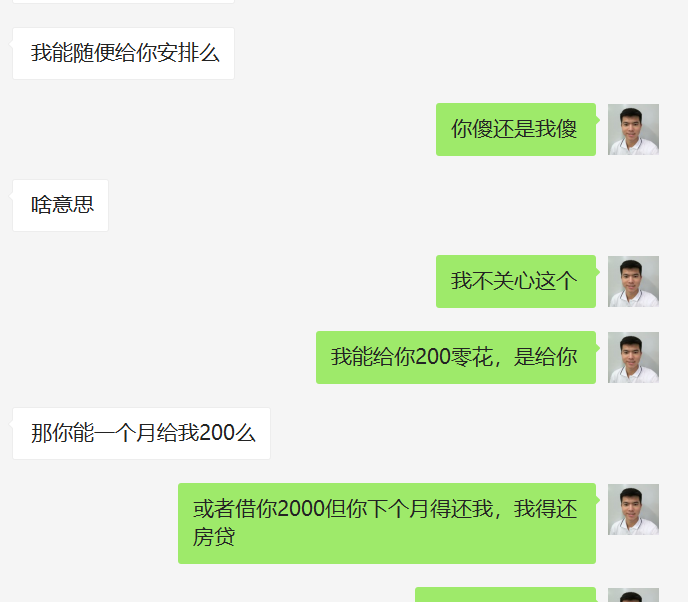 我能随便给你安排么
你傻还是我傻
啥意思
我不关心这个
我能给你200零花，是给你
那你能一个月给我200么
或者借你2000但你下个月得还我，我得还
房贷